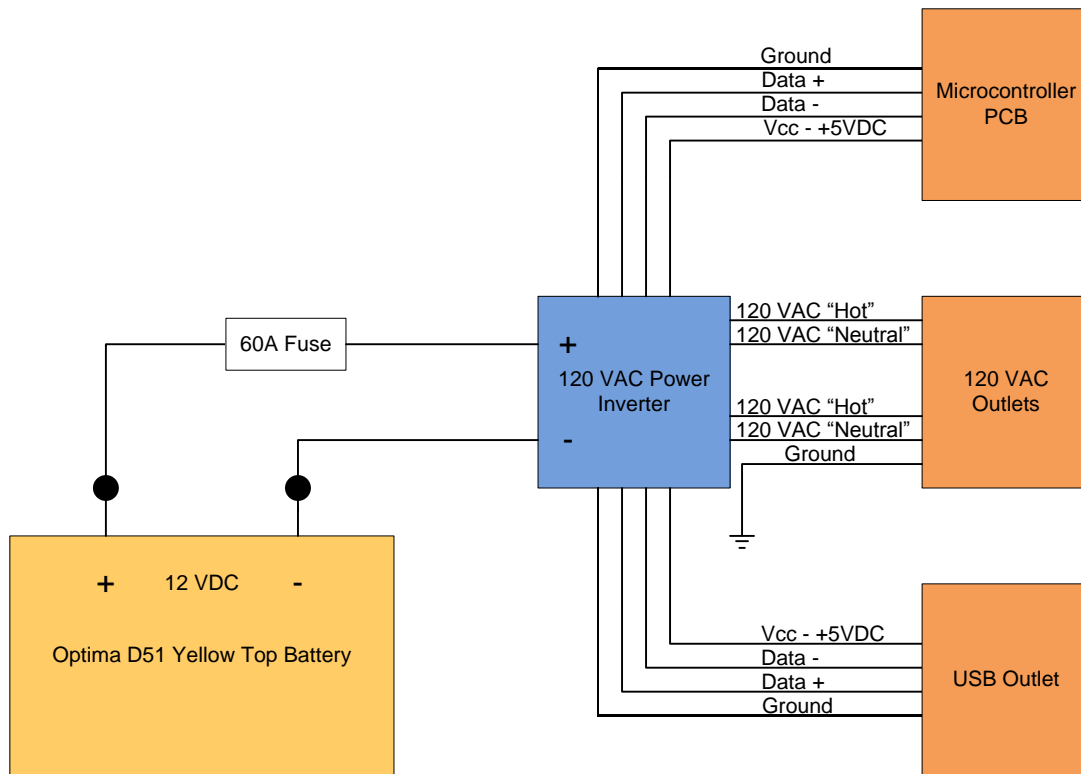 Ground
Data +
Data -
Vcc - +5VDC
Microcontroller
PCB
60A Fuse
+
120 VAC Power
Inverter
-
120 VAC “Hot”
120 VAC “Neutral”
120 VAC “Hot”
120 VAC “Neutral”
Ground
120 VAC
Outlets
+ 12 VDC -
Optima D51 Yellow Top Battery
Vcc - +5VDC
Data -
Data +
Ground
USB Outlet